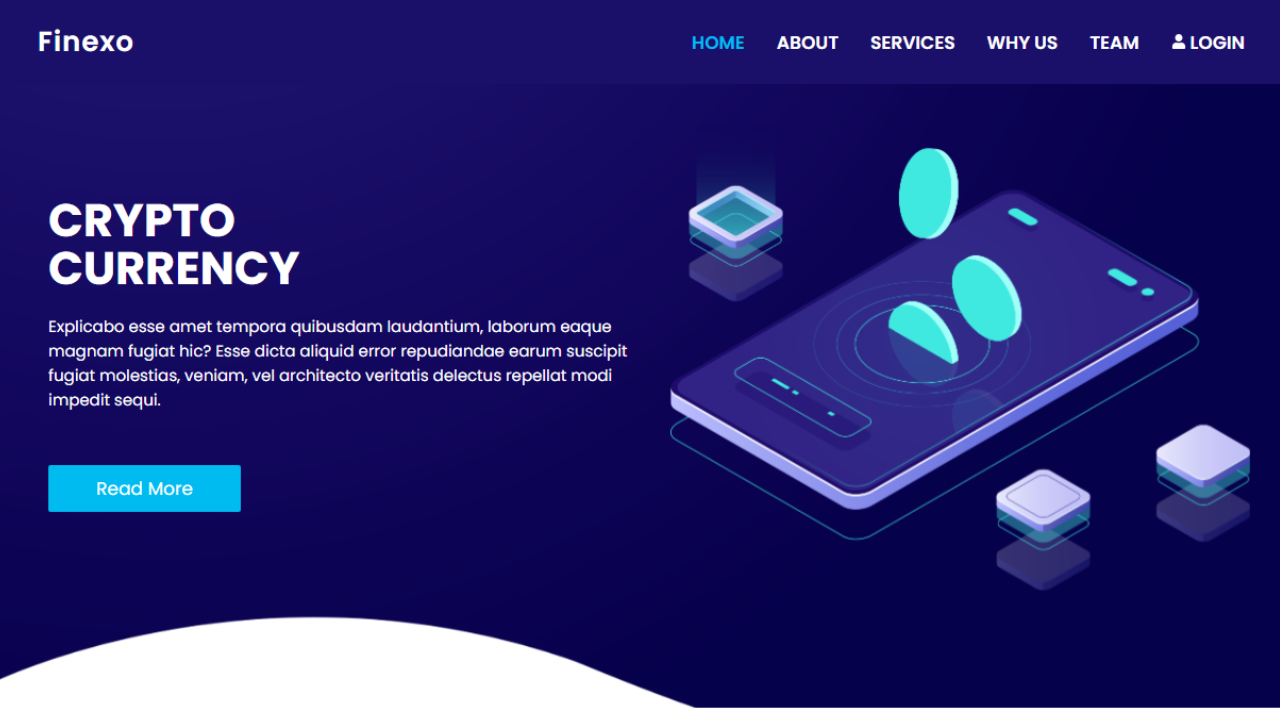 Finexo
HOME ABOUT SERVICES WHY US TEAM LOGIN
CRYPTO
CURRENCY
Explicabo esse amet tempora quibusdam laudantium, laborum eaque
magnam fugiat hic? Esse dicta aliquid error repudiandae earum suscipit
fugiat molestias, veniam, vel architecto veritatis delectus repellat modi
impedit sequi.
Read More